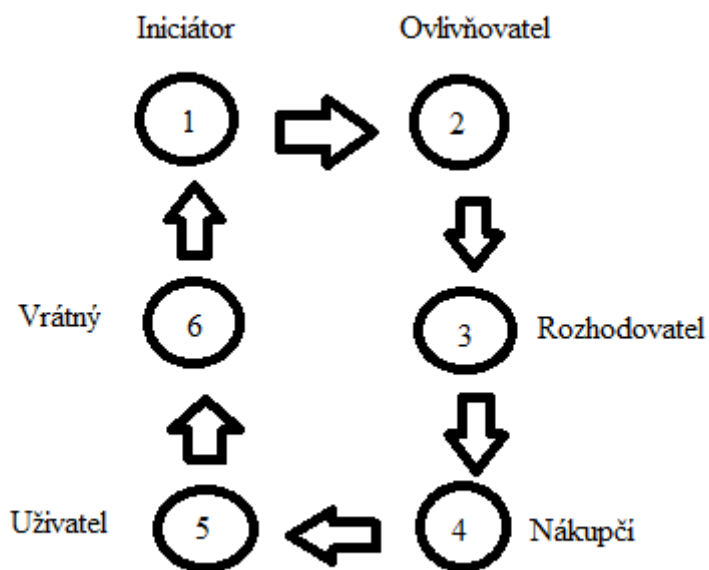 Iniciátor
Ovlivňovatel
1
2
Vrátný
6
3
Rozhodovatel
Uživatel
5
4
Nákupčí